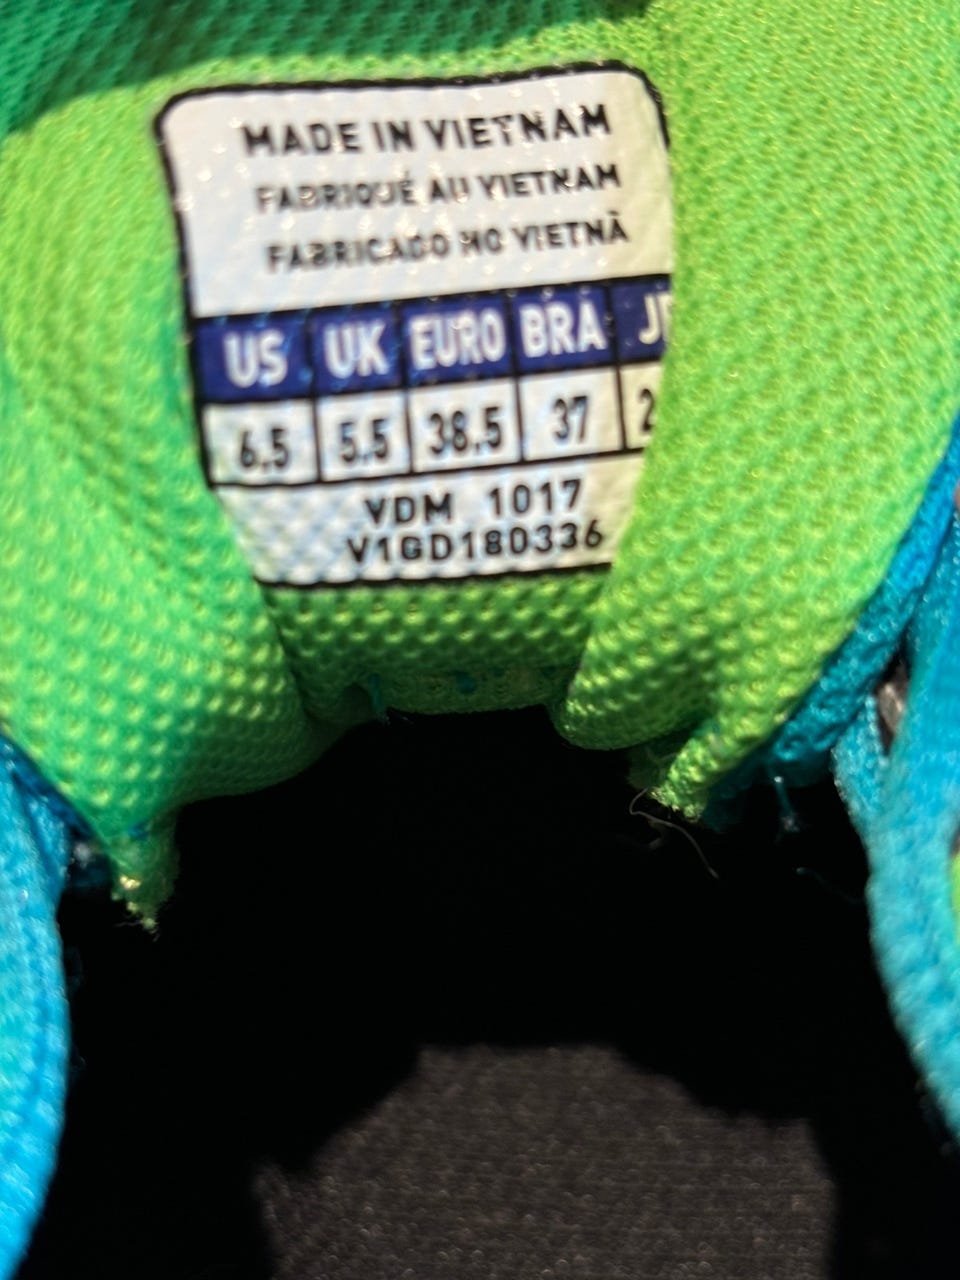 MADE IN VIETNAM
FABRIQUÉ AU VIETNAM
FABRICADO NO VIETNÃ
US UK EURO BRA
6.5 5.5 38.5 37
VDM 1017
V1GD180336